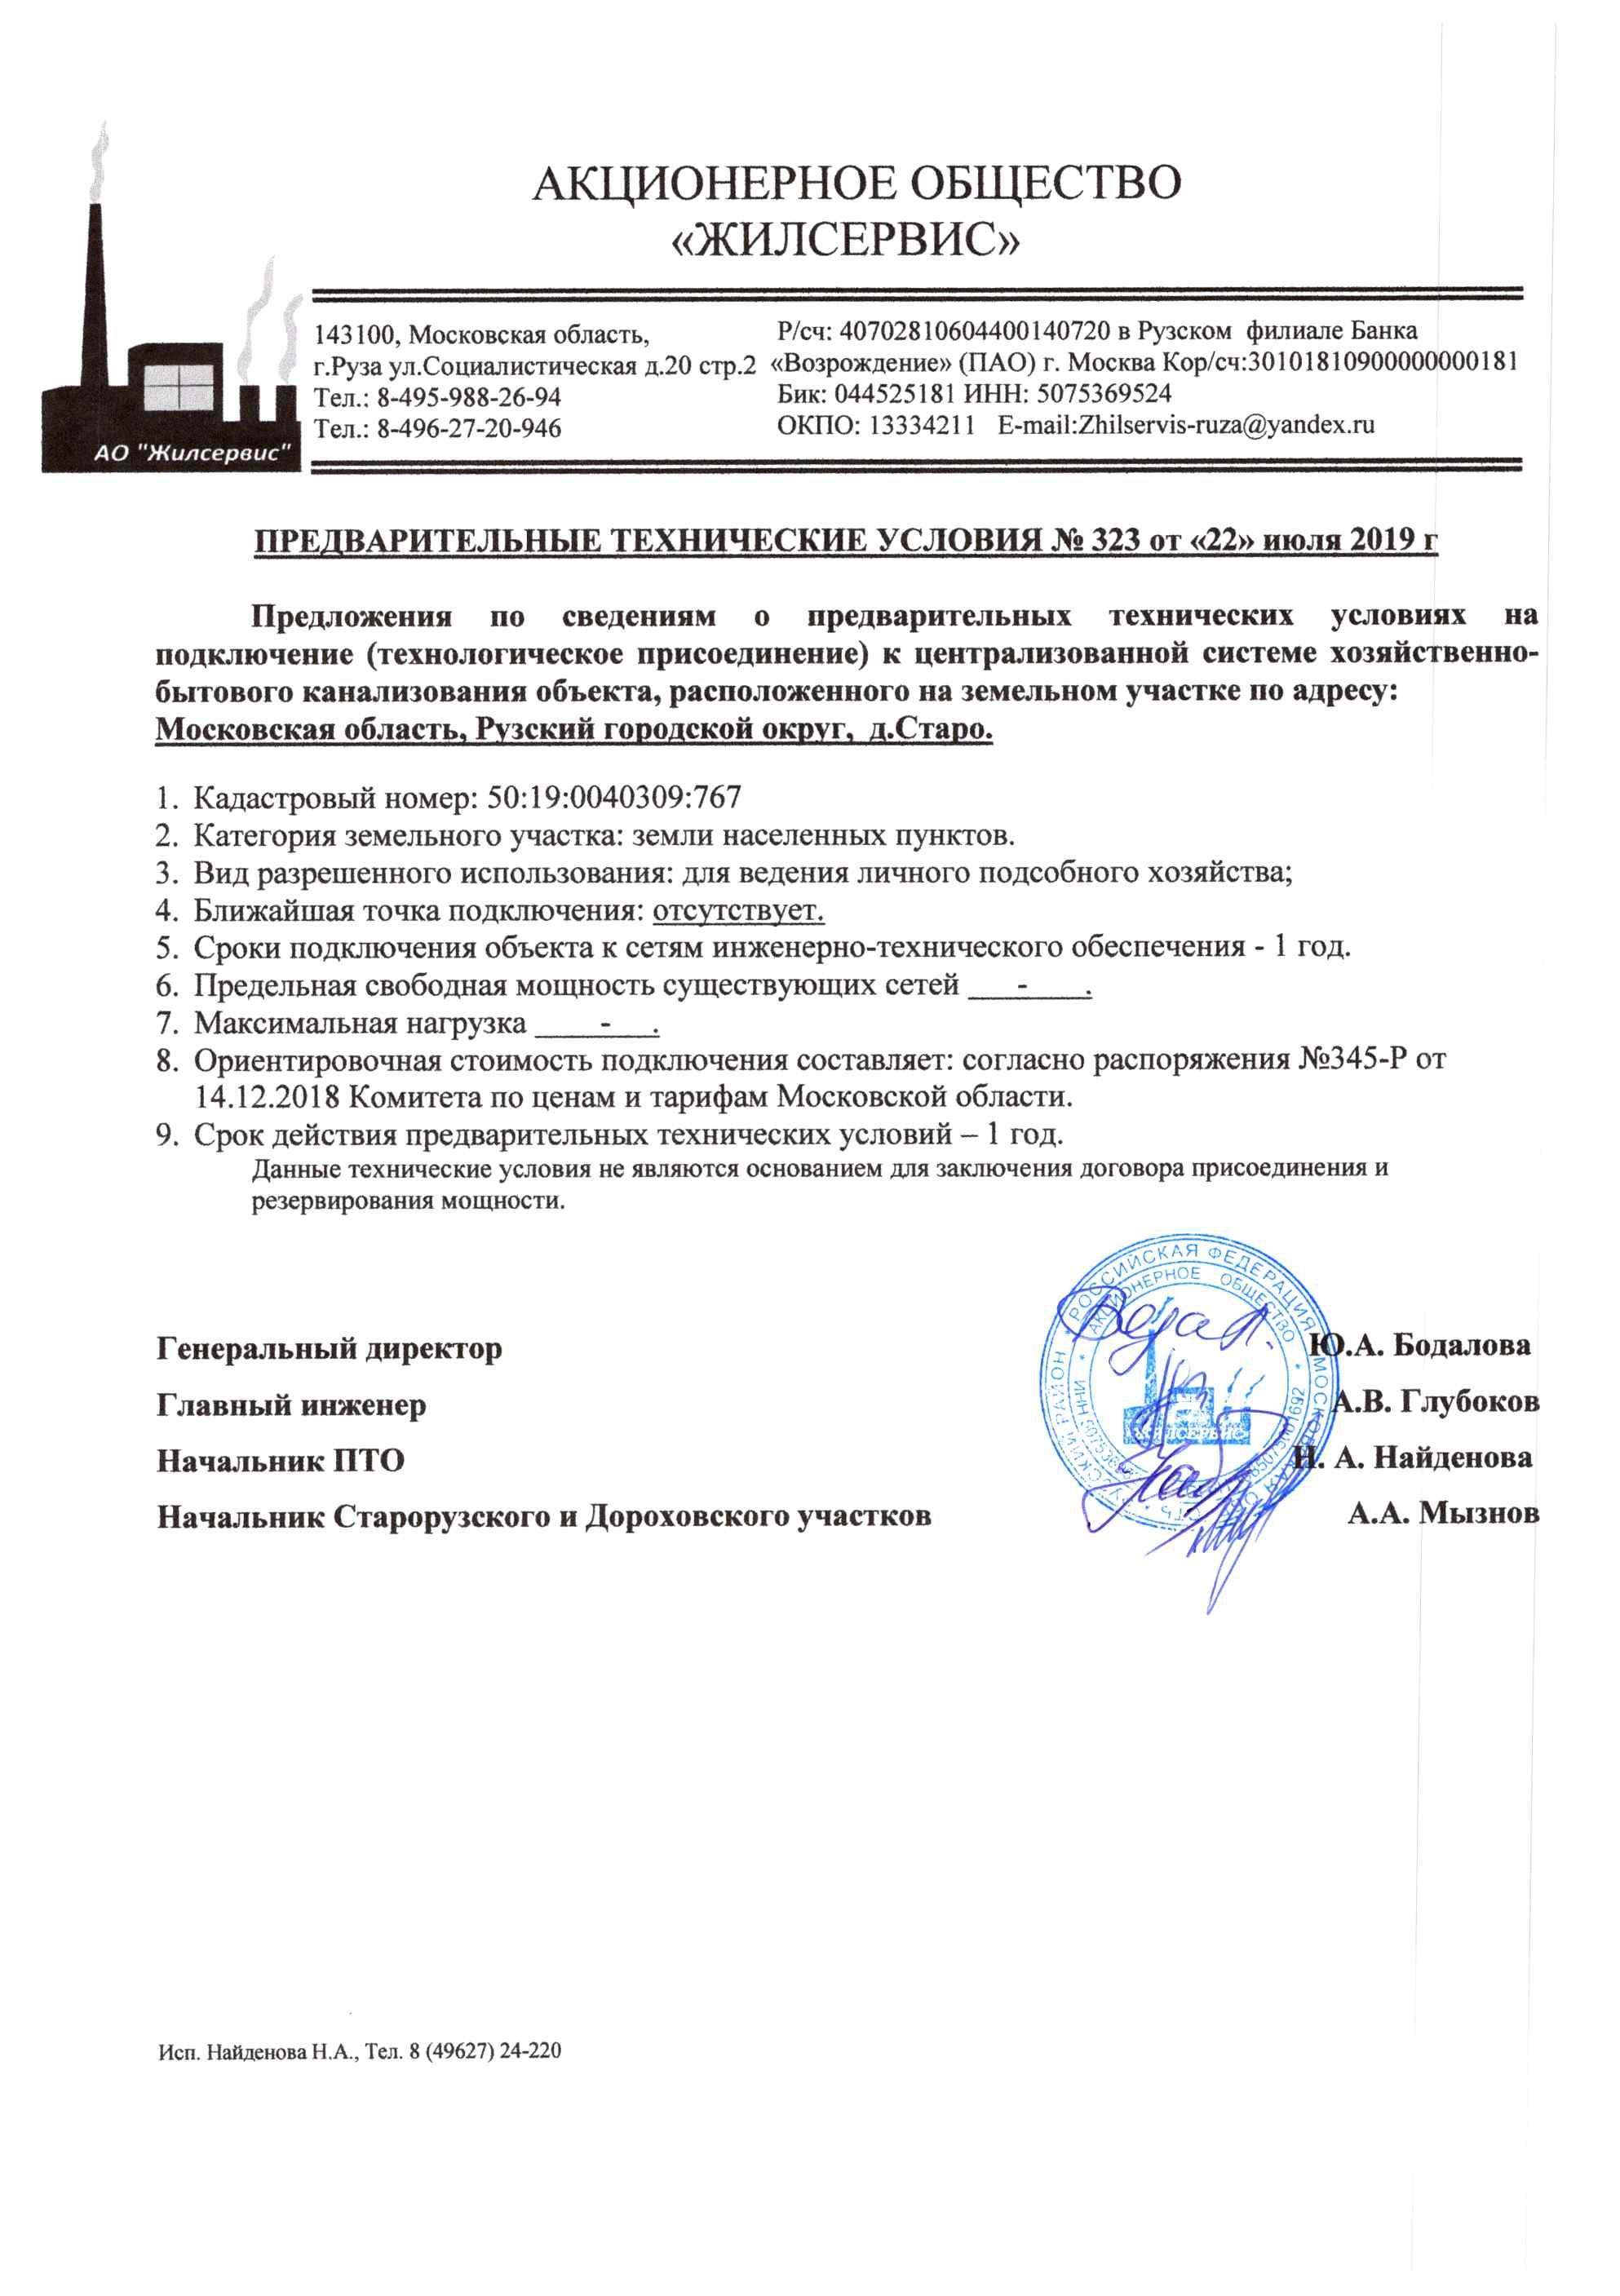 АКЦИОНЕРНОЕ ОБЩЕСТВО
«ЖИЛСЕРВИС»
АО "Жилсервис"
143100, Московская область,
г.Руза ул.Социалистическая д.20 стр.2
Тел.: 8-495-988-26-94
Тел.: 8-496-27-20-946
Р/сч: 40702810604400140720 в Рузском филиале Банка
«Возрождение» (ПАО) г. Москва Кор/сч:30101810900000000181
Бик: 044525181 ИНН: 5075369524
ОКПО: 13334211 E-mail:Zhilservis-ruza@yandex.ru
ПРЕДВАРИТЕЛЬНЫЕ ТЕХНИЧЕСКИЕ УСЛОВИЯ № 323 от «22» июля 2019 г
Предложения по сведениям о предварительных технических условиях на
подключение (технологическое присоединение) к централизованной системе хозяйственно-
бытового канализования объекта, расположенного на земельном участке по адресу:
Московская область, Рузский городской округ, д.Старо.
1. Кадастровый номер: 50:19:0040309:767
2. Категория земельного участка: земли населенных пунктов.
3. Вид разрешенного использования: для ведения личного подсобного хозяйства;
4. Ближайшая точка подключения: отсутствует.
5. Сроки подключения объекта к сетям инженерно-технического обеспечения - 1 год.
6. Предельная свободная мощность существующих сетей ___-____.
7. Максимальная нагрузка ____-___.
8. Ориентировочная стоимость подключения составляет: согласно распоряжения №345-Р от
14.12.2018 Комитета по ценам и тарифам Московской области.
9. Срок действия предварительных технических условий – 1 год.
Данные технические условия не являются основанием для заключения договора присоединения и
резервирования мощности.
РОССИЙСКАЯ ФЕДЕРАЦИЯ
АКЦИОНЕРНОЕ ОБЩЕСТВО
Генеральный директор Ю.А. Бодалова
Главный инженер А.В. Глубоков
Начальник ПТО Н. А. Найденова
Начальник Старорузского и Дороховского участков А.А. Мызнов
Исп. Найденова Н.А., Тел. 8 (49627) 24-220